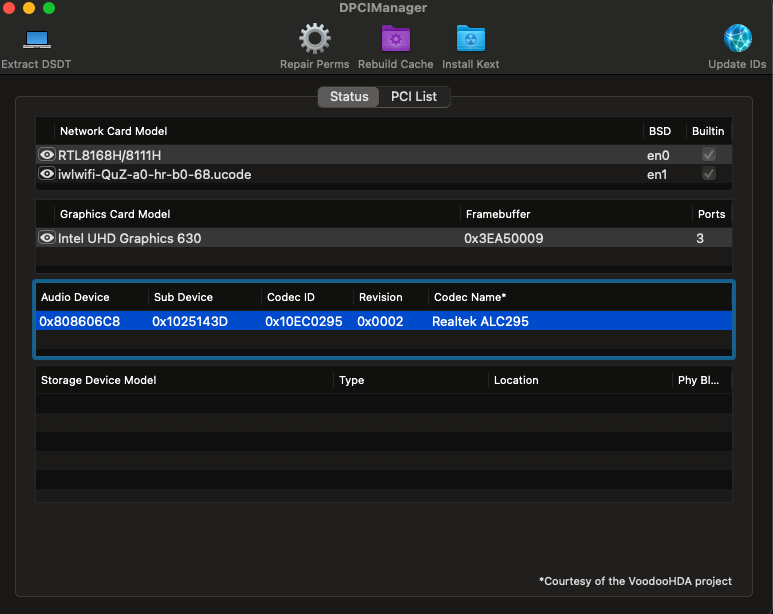 DPCIManager
Extract DSDT Repair Perms Rebuild Cache Install Kext Update IDs
Status PCI List
Network Card Model BSD Builtin
RTL8168H/8111H en0
iwlwifi-QuZ-a0-hr-b0-68.ucode en1
Graphics Card Model Framebuffer Ports
Intel UHD Graphics 630 0x3EA50009 3
Audio Device Sub Device Codec ID Revision Codec Name*
0x808606C8 0x1025143D 0x10EC0295 0x0002 Realtek ALC295
Storage Device Model Type Location Phy Bl...
*Courtesy of the VoodooHDA project